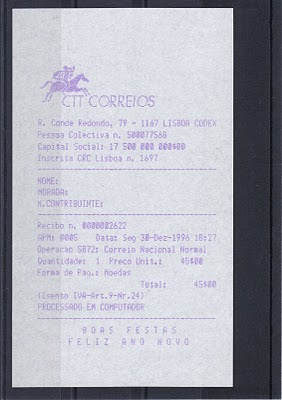 CTT CORREIOS
R. Conde Redondo, 79 - 1167 LISBOA CODEX
Pessoa Colectiva n. 500077568
Capital Social: 17 500 000 000$00
Inscrita CRC Lisboa n. 1697
NOME:
MORADA:
N.CONTRIBUINTE:
Recibo n. 0000002622
APM: 0005 Data: Seg 30-Dez-1996 18:27
Operacao 5072: Correio Nacional Normal
Quantidade: 1 Preco Unit.: 45$00
Forma de Pag.: Moedas
Total: 45$00
(Isento IVA-Art.9-Nr.24)
PROCESSADO EM COMPUTADOR
BOAS FESTAS
FELIZ ANO NOVO